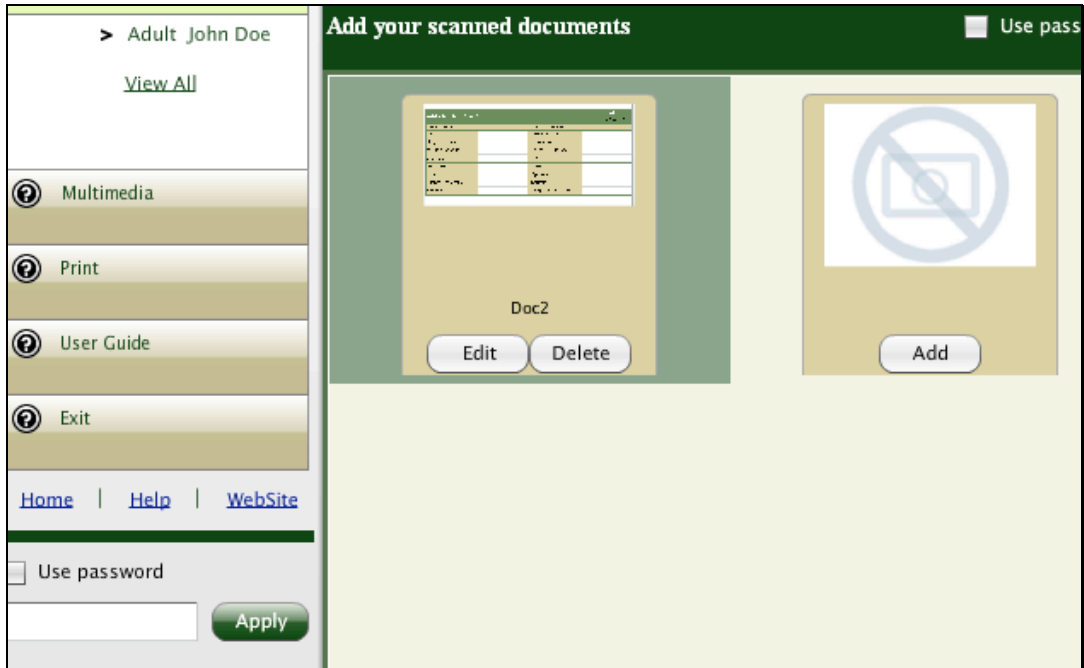 > Adult John Doe
View All
Multimedia
Print
User Guide
Exit
Home | Help | WebSite
Use password
Apply
Add your scanned documents
Use pass
Doc2
Edit Delete
Add